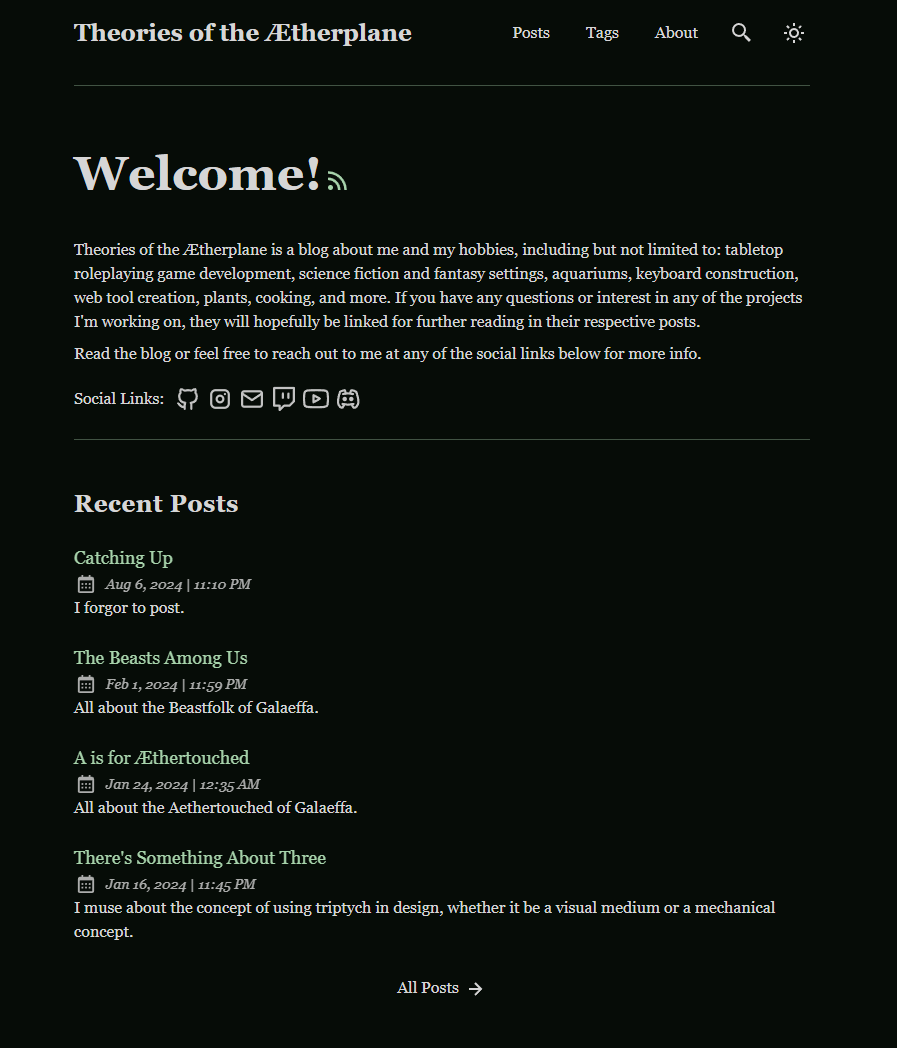 Theories of the Ætherplane
Posts
Tags
About
Welcome!
Theories of the Ætherplane is a blog about me and my hobbies, including but not limited to: tabletop
roleplaying game development, science fiction and fantasy settings, aquariums, keyboard construction,
web tool creation, plants, cooking, and more. If you have any questions or interest in any of the projects
I'm working on, they will hopefully be linked for further reading in their respective posts.
Read the blog or feel free to reach out to me at any of the social links below for more info.
Social Links:
Recent Posts
Catching Up
Aug 6, 2024 | 11:10 PM
I forgor to post.
The Beasts Among Us
Feb 1, 2024 | 11:59 PM
All about the Beastfolk of Galaeffa.
A is for Æthertouched
Jan 24, 2024 | 12:35 AM
All about the Aethertouched of Galaeffa.
There's Something About Three
Jan 16, 2024 | 11:45 PM
I muse about the concept of using triptych in design, whether it be a visual medium or a mechanical
concept.
All Posts